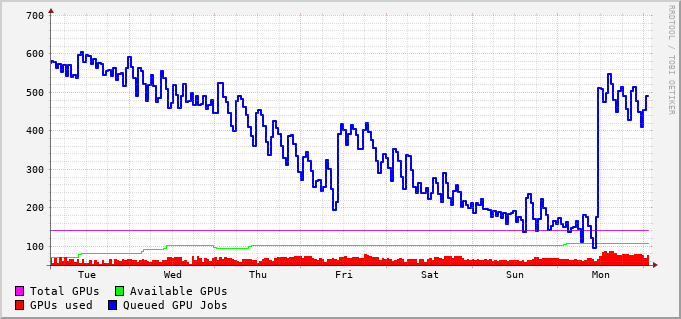 700
600
500
400
300
200
100
Tue Wed Thu Fri Sat Sun Mon
Total GPUs Available GPUs
GPUs used Queued GPU Jobs
RRDTOOL / TOBI OETIKER